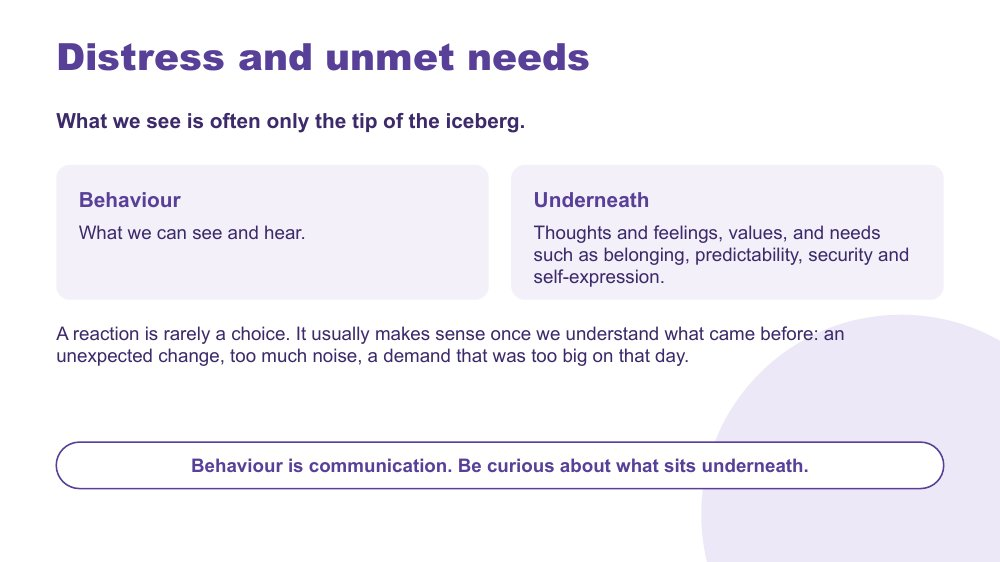 Distress and unmet needs
What we see is often only the tip of the iceberg.
Behaviour
What we can see and hear.
Underneath
Thoughts and feelings, values, and needs
such as belonging, predictability, security and
self-expression.
A reaction is rarely a choice. It usually makes sense once we understand what came before: an
unexpected change, too much noise, a demand that was too big on that day.
Behaviour is communication. Be curious about what sits underneath.